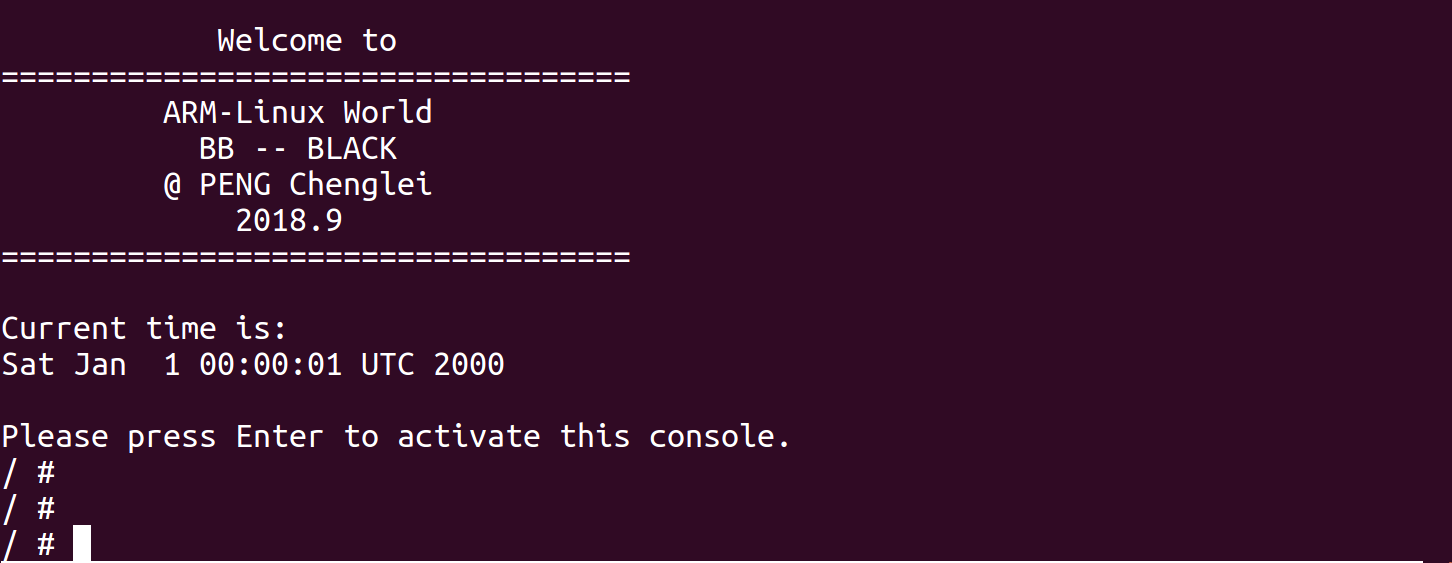 Welcome to
===================================
ARM-Linux World
BB -- BLACK
@ PENG Chenglei
2018.9
===================================
Current time is:
Sat Jan  1 00:00:01 UTC 2000
Please press Enter to activate this console.
/ #
/ #
/ #